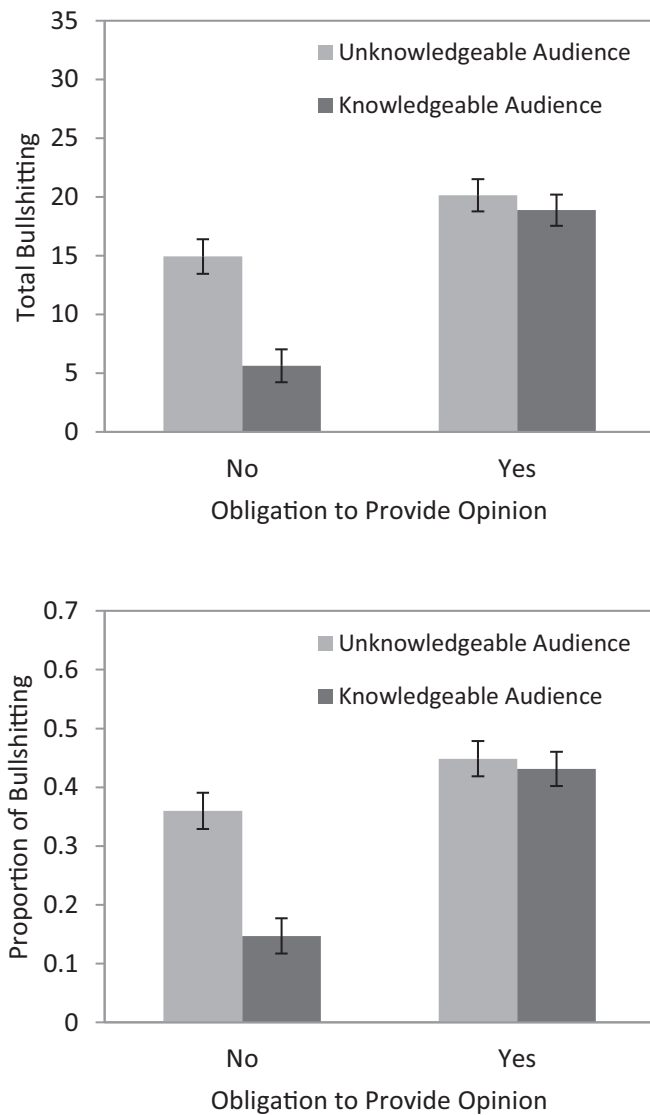 35
30
25
20
15
10
5
0
Total Bullshitting
Unknowledgeable Audience
Knowledgeable Audience
No Yes
Obligation to Provide Opinion
0.7
0.6
0.5
0.4
0.3
0.2
0.1
0
Proportion of Bullshitting
Unknowledgeable Audience
Knowledgeable Audience
No Yes
Obligation to Provide Opinion